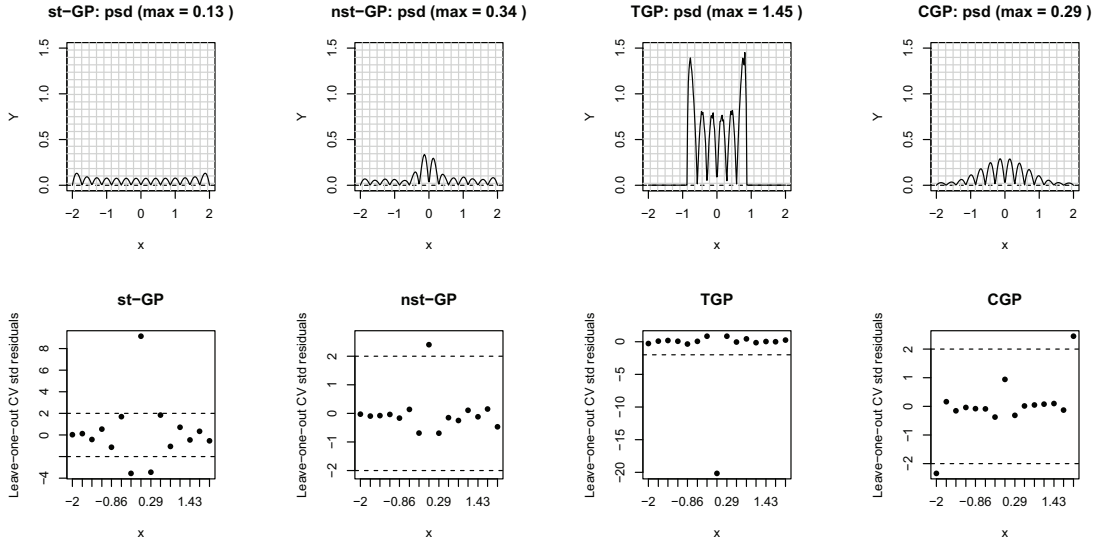 st−GP: psd (max = 0.13 )
nst−GP: psd (max = 0.34 )
TGP: psd (max = 1.45 )
CGP: psd (max = 0.29 )
Y
1.5
1.0
0.5
0.0
−2 −1 0 1 2
x
Y
1.5
1.0
0.5
0.0
−2 −1 0 1 2
x
Y
1.5
1.0
0.5
0.0
−2 −1 0 1 2
x
Y
1.5
1.0
0.5
0.0
−2 −1 0 1 2
x
st−GP
Leave−one−out CV std residuals
8
6
4
2
0
−4
−2 −0.86 0.29 1.43
x
nst−GP
Leave−one−out CV std residuals
2
1
0
−1
−2
−2 −0.86 0.29 1.43
x
TGP
Leave−one−out CV std residuals
0
−5
−10
−15
−20
−2 −0.86 0.29 1.43
x
CGP
Leave−one−out CV std residuals
2
1
0
−1
−2
−2 −0.86 0.29 1.43
x